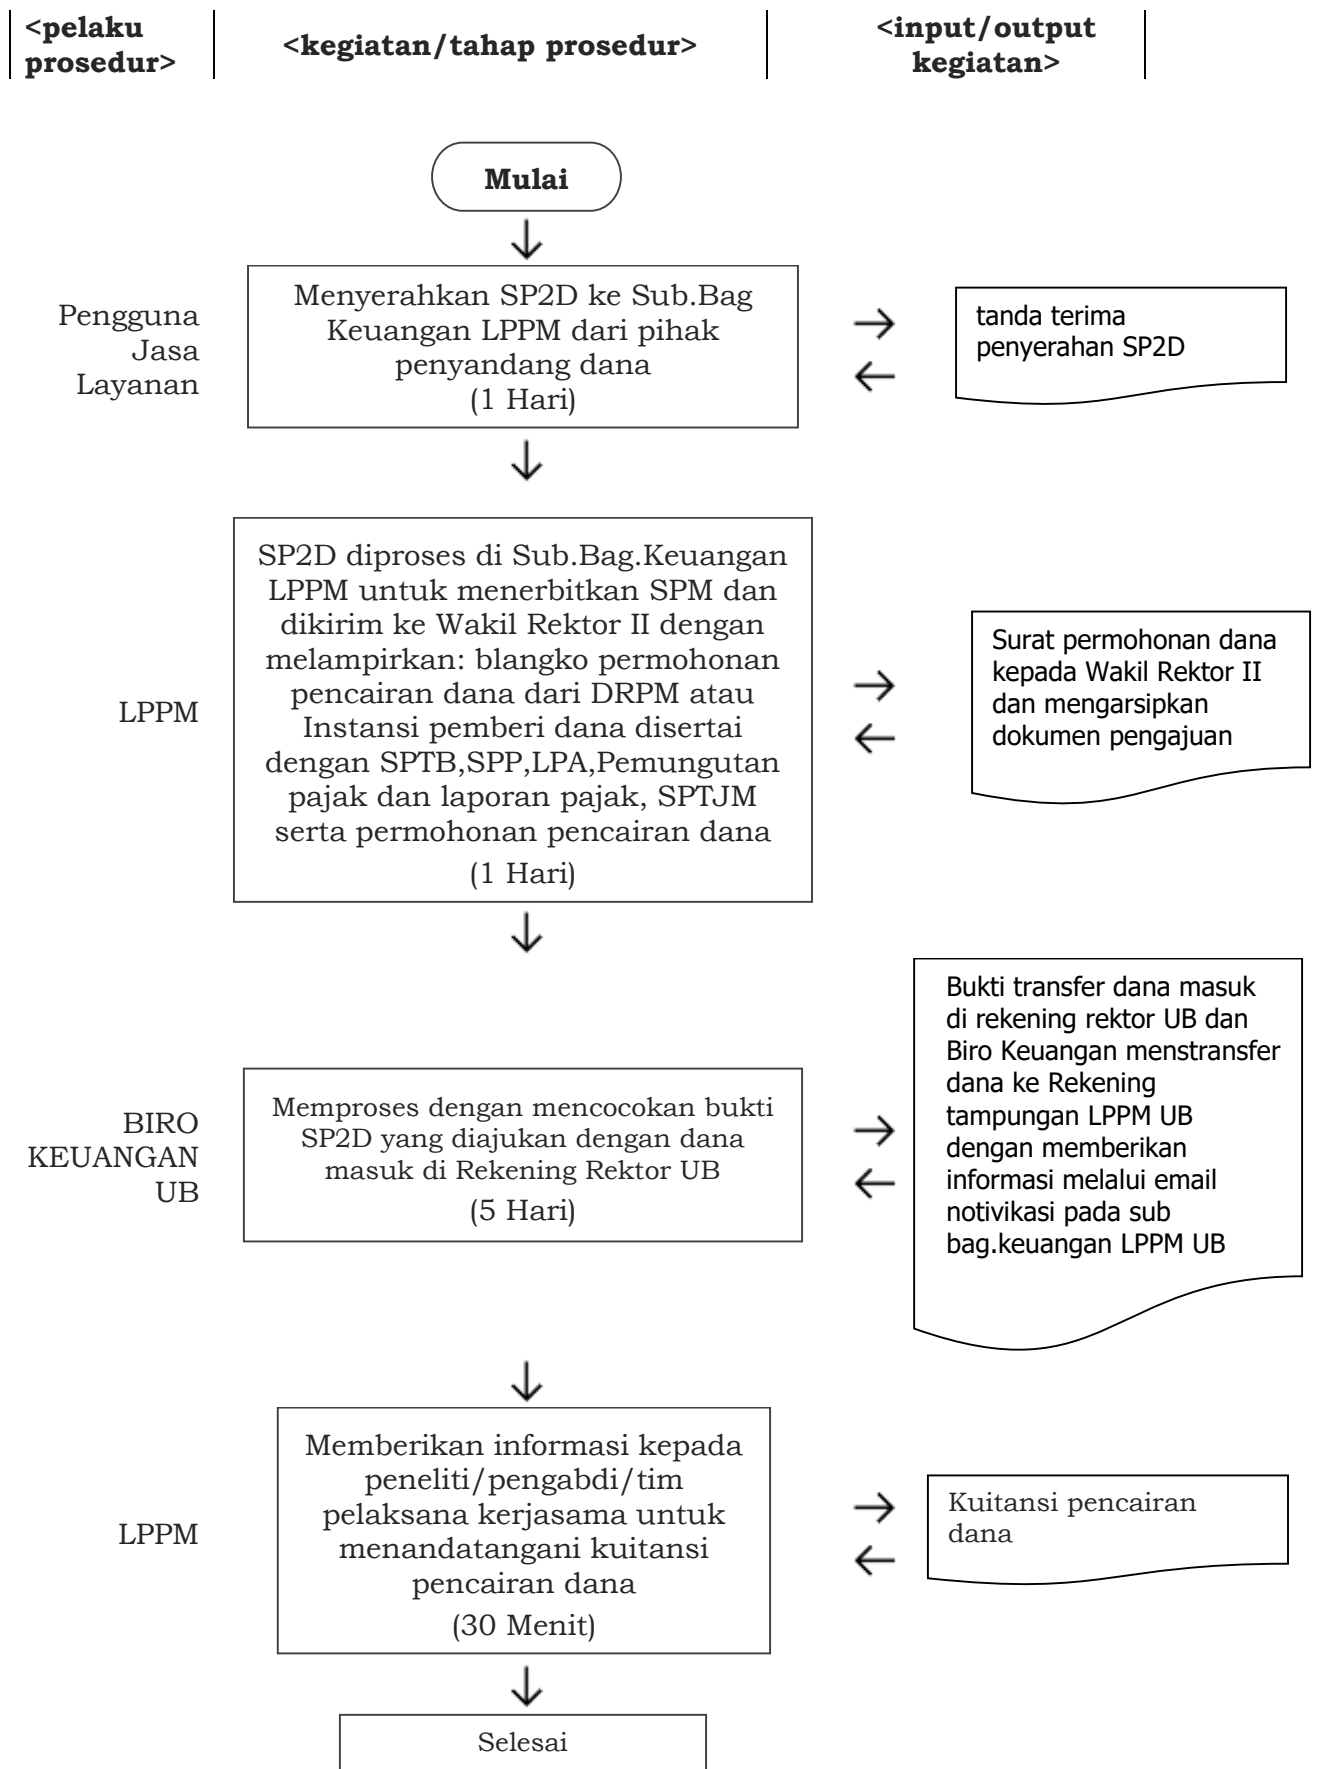 <pelaku
prosedur>
<kegiatan/tahap prosedur>
<input/output
kegiatan>
Mulai
Pengguna
Jasa
Layanan
Menyerahkan SP2D ke Sub.Bag
Keuangan LPPM dari pihak
penyandang dana
(1 Hari)
tanda terima
penyerahan SP2D
LPPM
SP2D diproses di Sub.Bag.Keuangan
LPPM untuk menerbitkan SPM dan
dikirim ke Wakil Rektor II dengan
melampirkan: blangko permohonan
pencairan dana dari DRPM atau
Instansi pemberi dana disertai
dengan SPTB,SPP,LPA,Pemungutan
pajak dan laporan pajak, SPTJM
serta permohonan pencairan dana
(1 Hari)
Surat permohonan dana
kepada Wakil Rektor II
dan mengarsipkan
dokumen pengajuan
BIRO
KEUANGAN
UB
Memproses dengan mencocokan bukti
SP2D yang diajukan dengan dana
masuk di Rekening Rektor UB
(5 Hari)
Bukti transfer dana masuk
di rekening rektor UB dan
Biro Keuangan menstransfer
dana ke Rekening
tampungan LPPM UB
dengan memberikan
informasi melalui email
notivikasi pada sub
bag.keuangan LPPM UB
LPPM
Memberikan informasi kepada
peneliti/pengabdi/tim
pelaksana kerjasama untuk
menandatangani kuitansi
pencairan dana
(30 Menit)
Kuitansi pencairan
dana
Selesai